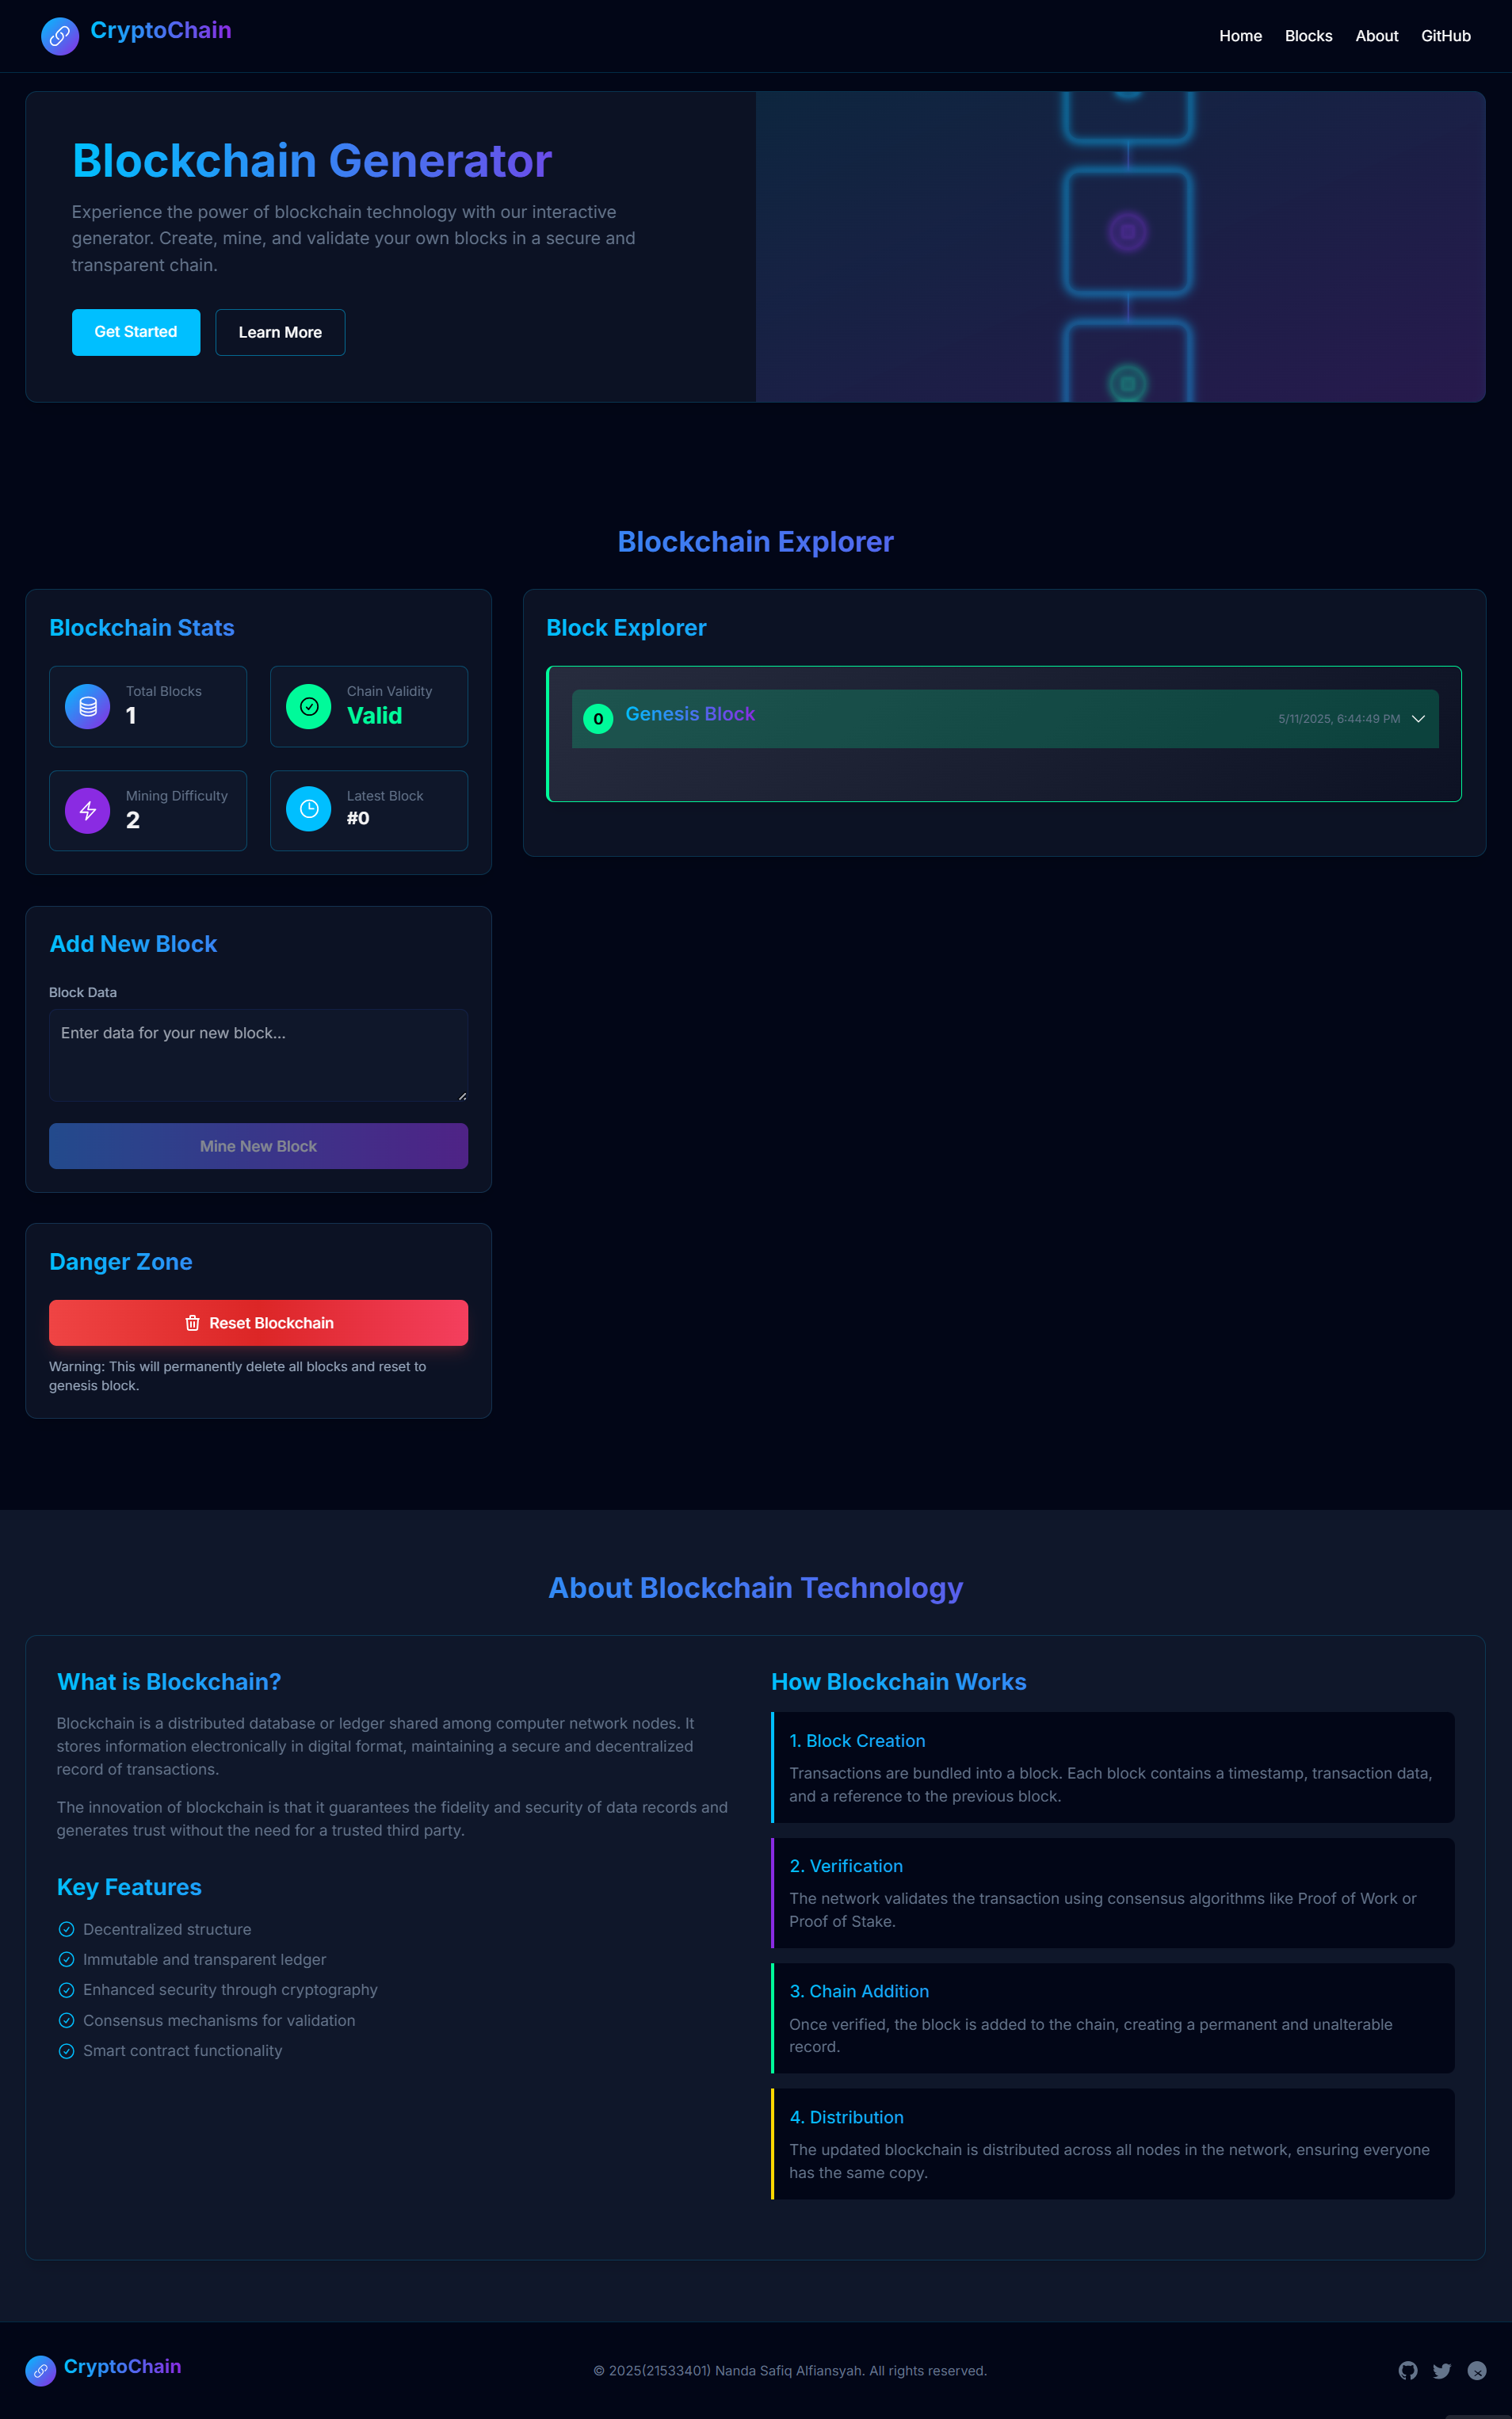 CryptoChain
Home Blocks About GitHub
Blockchain Generator
Experience the power of blockchain technology with our interactive
generator. Create, mine, and validate your own blocks in a secure and
transparent chain.
Get Started Learn More
Blockchain Explorer
Blockchain Stats
Total Blocks
1
Chain Validity
Valid
Mining Difficulty
2
Latest Block
#0
Add New Block
Block Data
Enter data for your new block...
Mine New Block
Danger Zone
Reset Blockchain
Warning: This will permanently delete all blocks and reset to
genesis block.
Block Explorer
0 Genesis Block 5/11/2025, 6:44:49 PM
About Blockchain Technology
What is Blockchain?
Blockchain is a distributed database or ledger shared among computer network nodes. It
stores information electronically in digital format, maintaining a secure and decentralized
record of transactions.
The innovation of blockchain is that it guarantees the fidelity and security of data records and
generates trust without the need for a trusted third party.
Key Features
Decentralized structure
Immutable and transparent ledger
Enhanced security through cryptography
Consensus mechanisms for validation
Smart contract functionality
How Blockchain Works
1. Block Creation
Transactions are bundled into a block. Each block contains a timestamp, transaction data,
and a reference to the previous block.
2. Verification
The network validates the transaction using consensus algorithms like Proof of Work or
Proof of Stake.
3. Chain Addition
Once verified, the block is added to the chain, creating a permanent and unalterable
record.
4. Distribution
The updated blockchain is distributed across all nodes in the network, ensuring everyone
has the same copy.
CryptoChain
© 2025(21533401) Nanda Safiq Alfiansyah. All rights reserved.